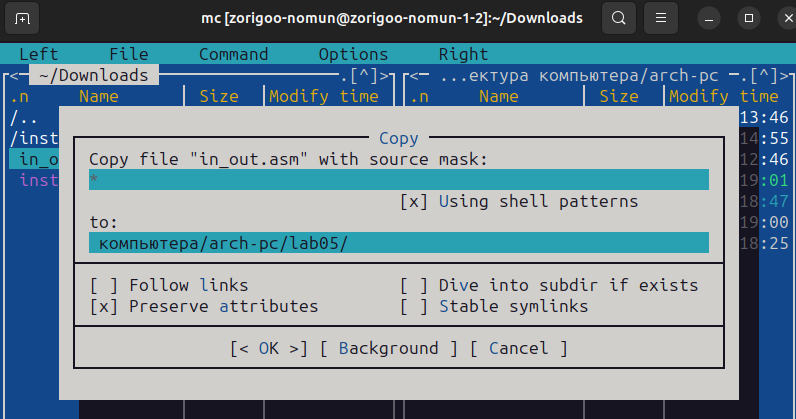 mc [zorigoo-nomun@zorigoo-nomun-1-2]:~/Downloads
Left File Command Options Right
<─ ~/Downloads ─.[^]> <─ ...ектура компьютера/arch-pc ─.[^]>
.n Name Size Modify time .n Name Size Modify time
/.. 13:46
/inst 14:55
in_o 12:46
inst 19:01
18:47
19:00
18:25
Copy
Copy file "in_out.asm" with source mask:
*
[x] Using shell patterns
to:
компьютера/arch-pc/lab05/
[ ] Follow links [ ] Dive into subdir if exists
[x] Preserve attributes [ ] Stable symlinks
[< OK >] [ Background ] [ Cancel ]